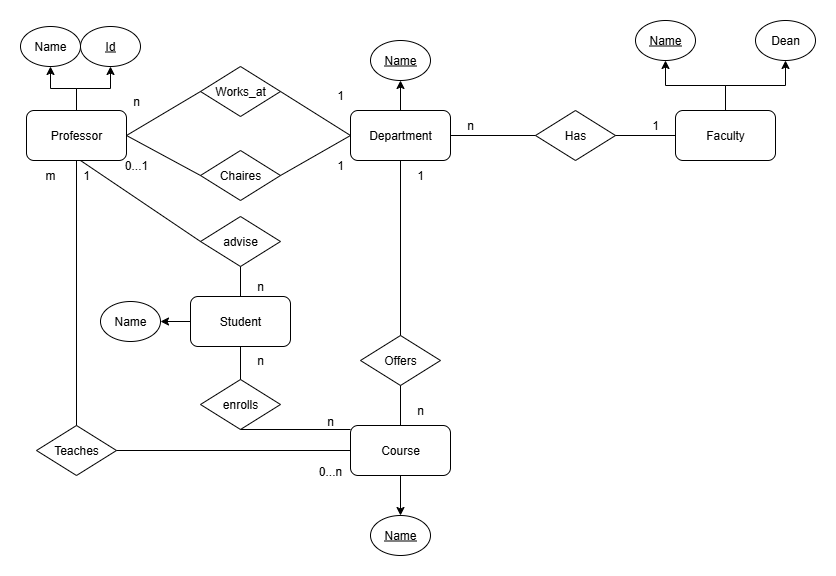 Name
Id
Name
Name
Dean
Works_at
n
1
Professor
Department
n
Has
1
Faculty
0...1
Chaires
1
m
1
1
advise
n
Name
Student
n
Offers
enrolls
n
n
Teaches
Course
0...n
Name